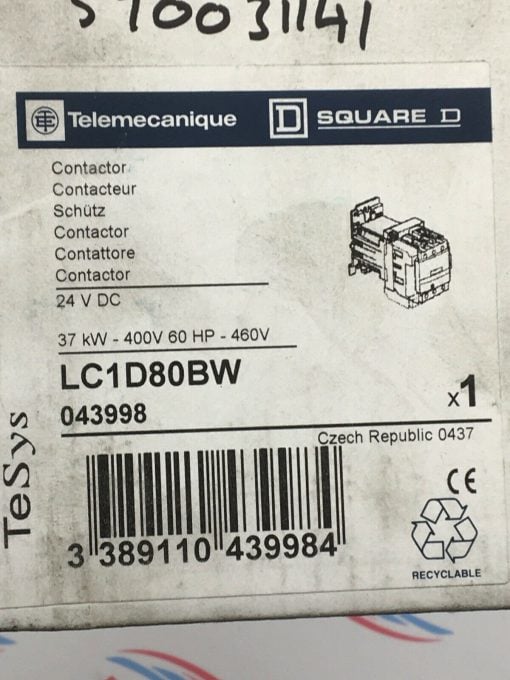 570031141
Telemecanique D SQUARE D
Contactor
Contacteur
Schütz
Contactor
Contattore
Contactor
24 V DC
37 kW - 400V 60 HP - 460V
LC1D80BW
043998
x1
Czech Republic 0437
TeSys
CE
3 389110 439984
RECYCLABLE